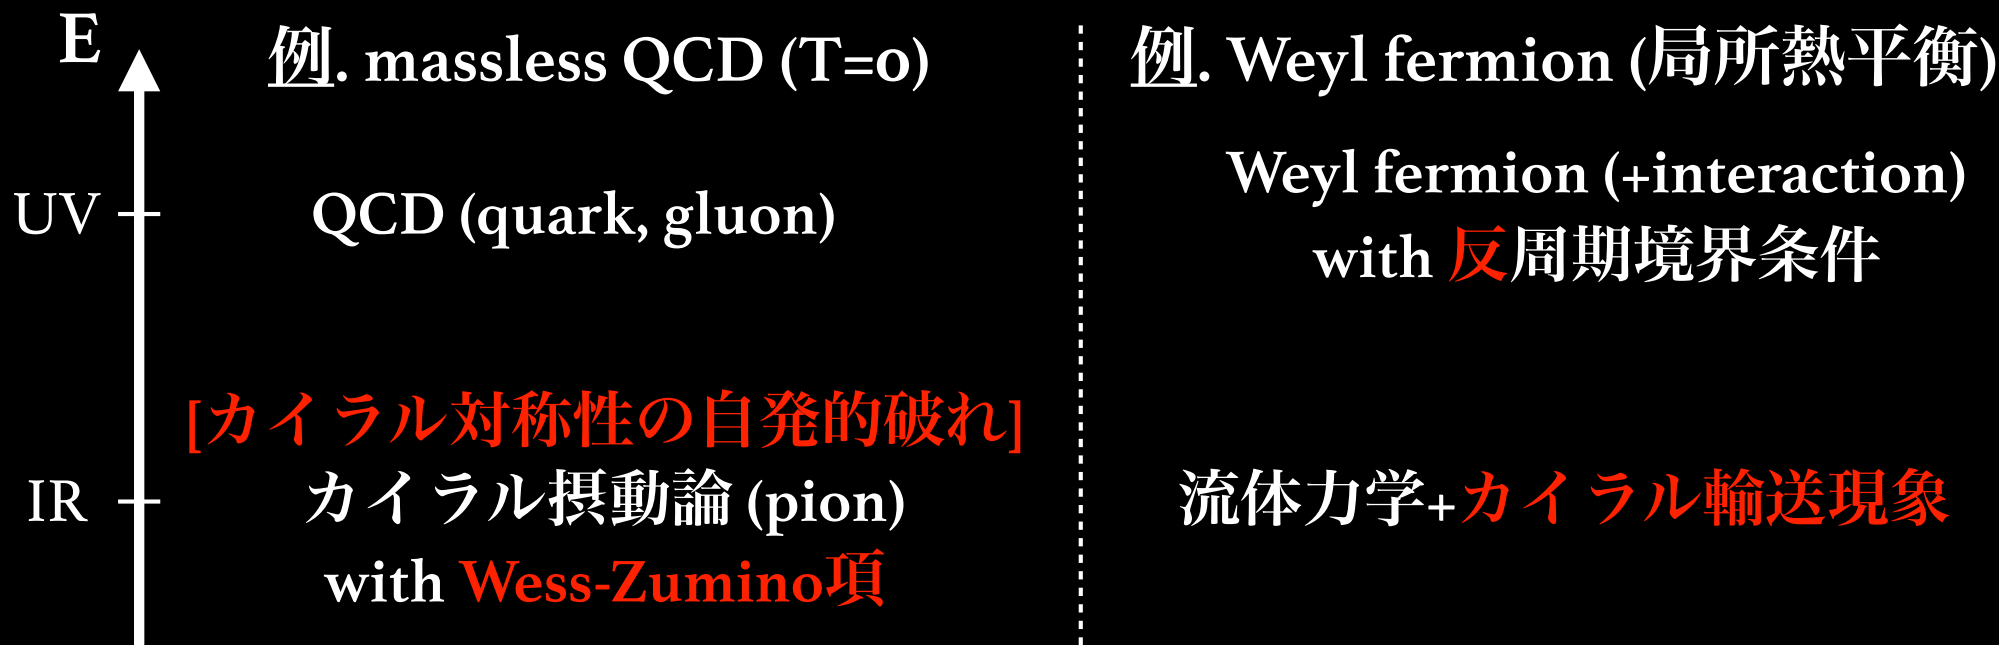 E
例. massless QCD (T=0)
UV
QCD (quark, gluon)
[カイラル対称性の自発的破れ]
IR
カイラル摂動論 (pion)
with Wess-Zumino項
例. Weyl fermion (局所熱平衡)
Weyl fermion (+interaction)
with 反周期境界条件
流体力学+カイラル輸送現象